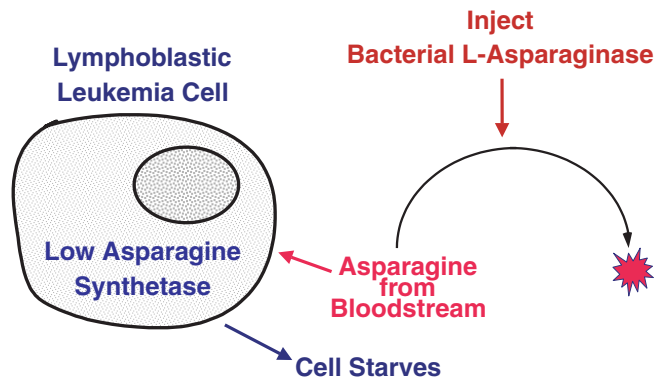 Inject
Bacterial L-Asparaginase
Lymphoblastic
Leukemia Cell
Low Asparagine
Synthetase
Asparagine
from
Bloodstream
Cell Starves